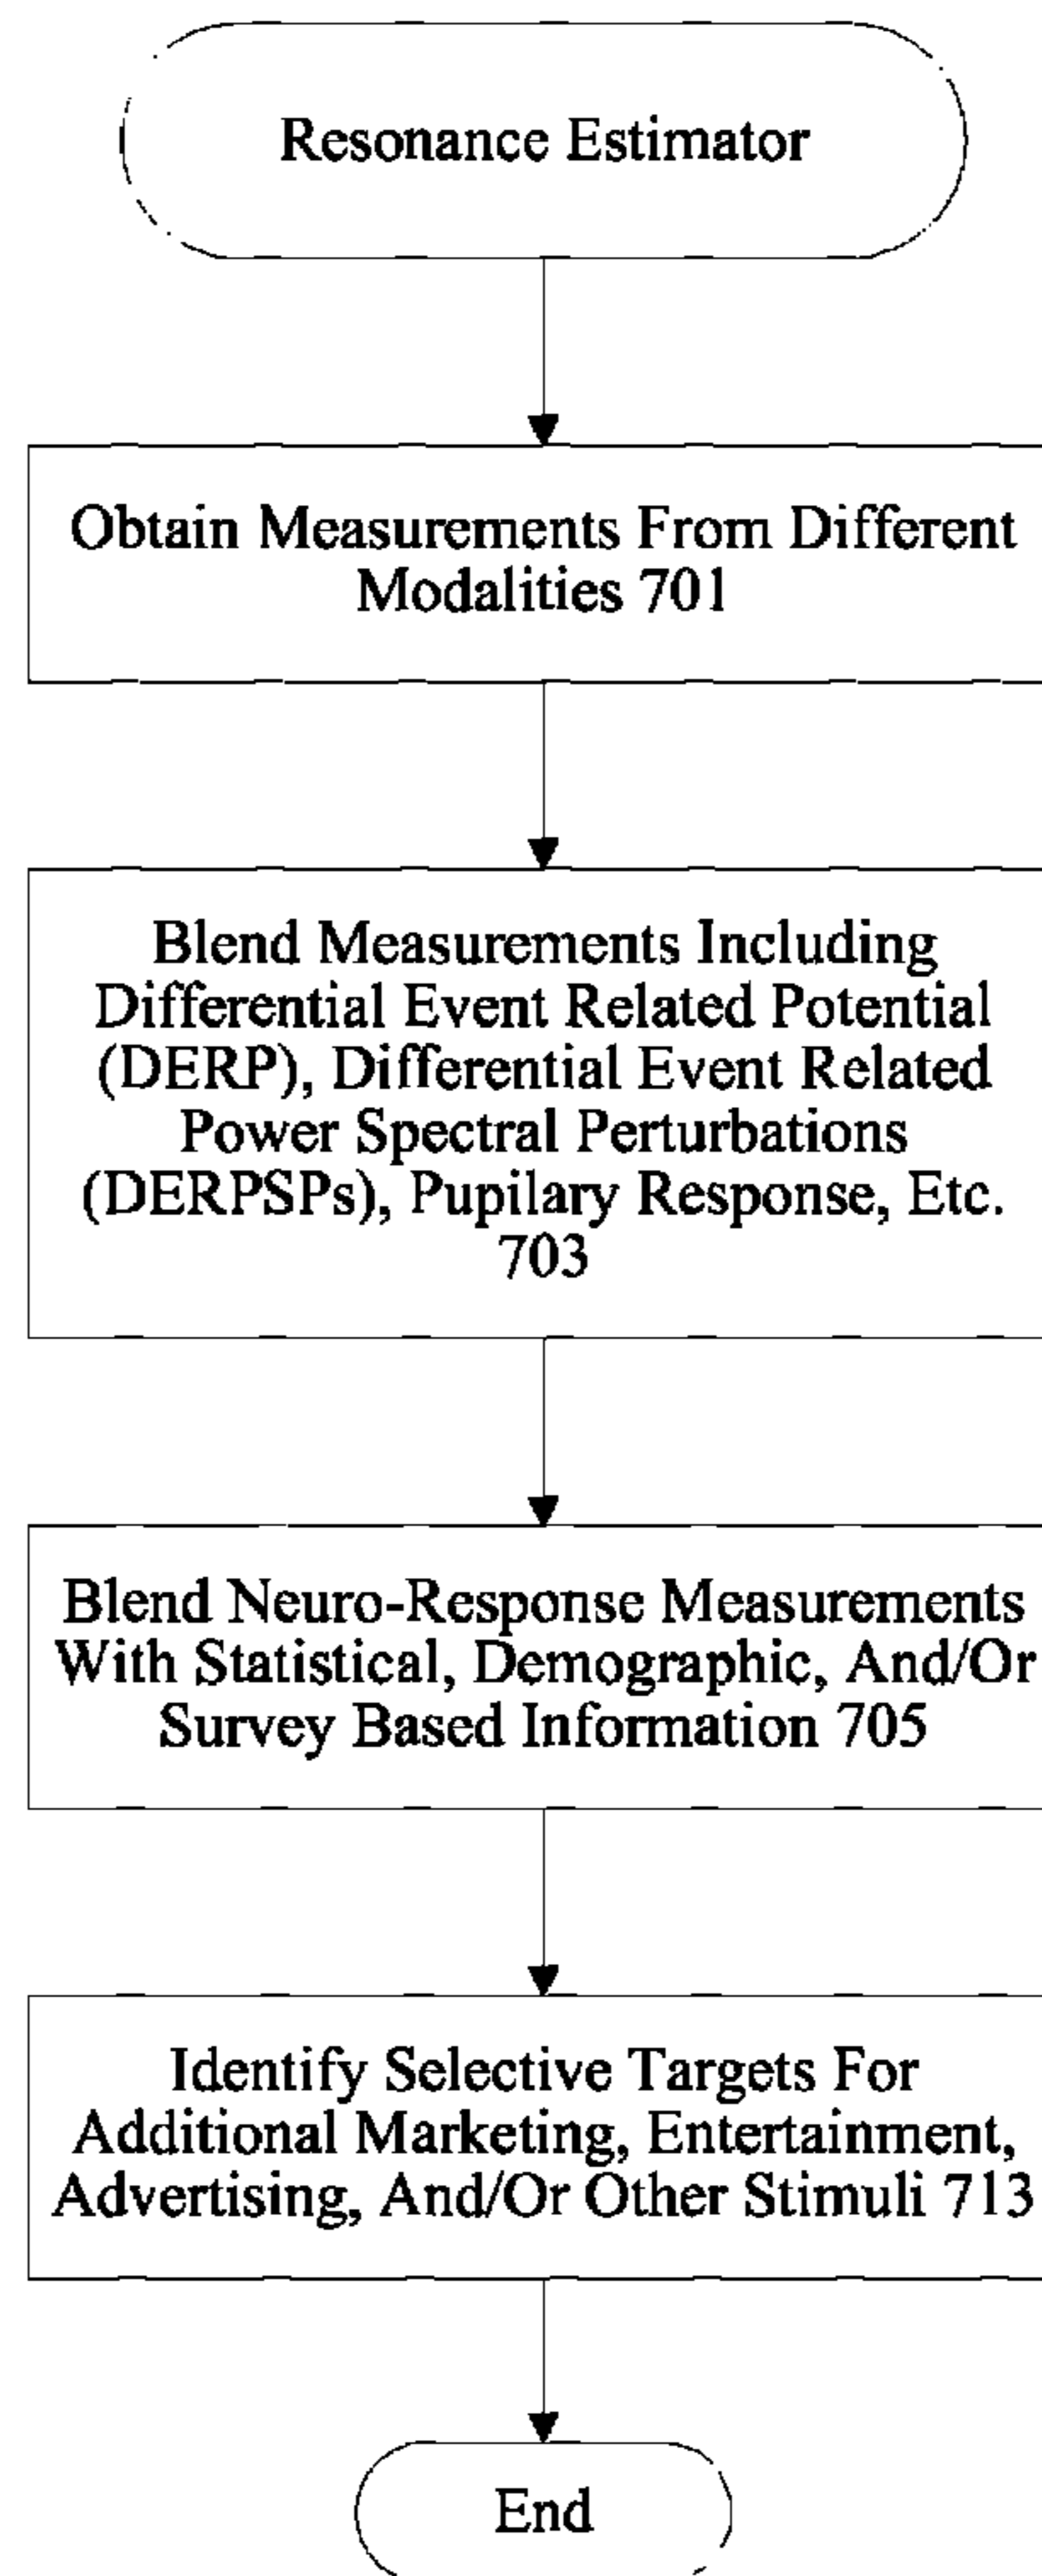 Resonance Estimator
Obtain Measurements From Different
Modalities 701
Blend Measurements Including
Differential Event Related Potential
(DERP), Differential Event Related
Power Spectral Perturbations
(DERPSPs), Pupilary Response, Etc.
703
Blend Neuro-Response Measurements
With Statistical, Demographic, And/Or
Survey Based Information 705
Identify Selective Targets For
Additional Marketing, Entertainment,
Advertising, And/Or Other Stimuli 713
End